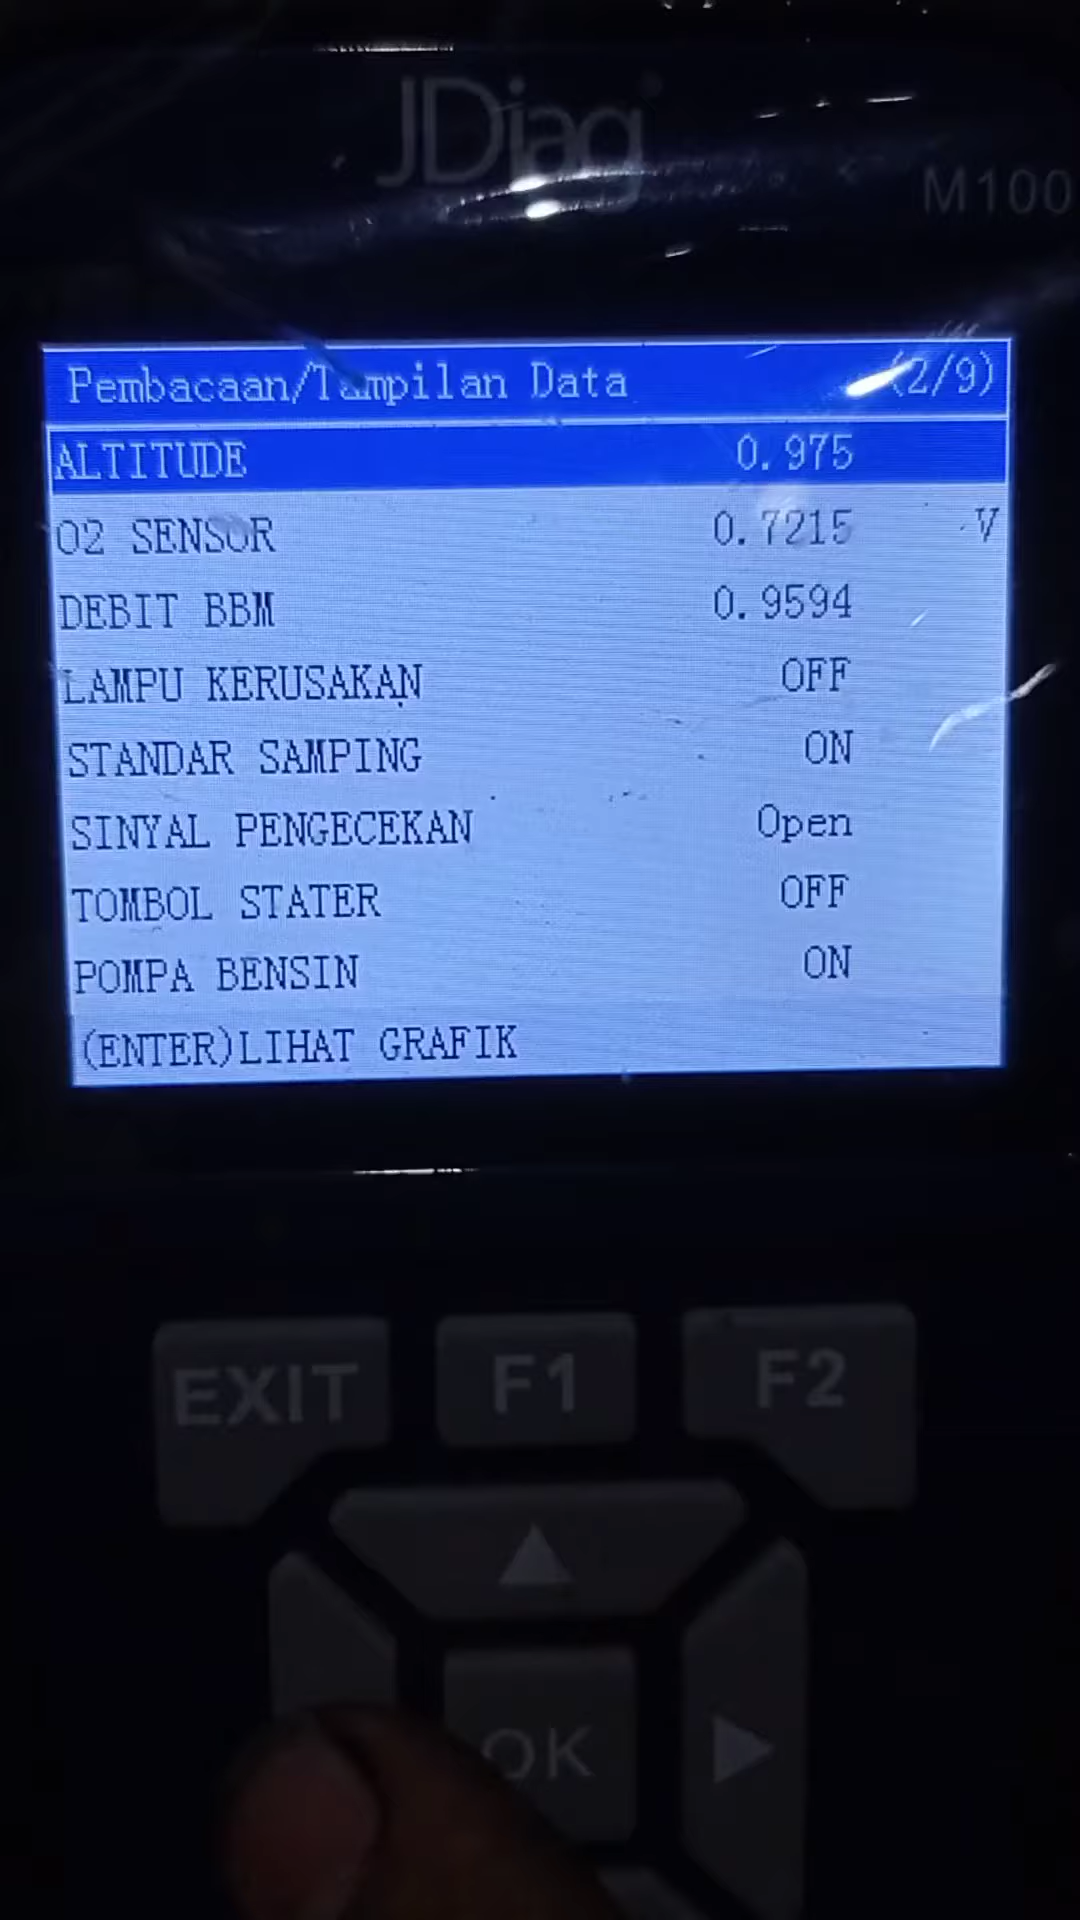 JDiag
M100
Pembacaan/Tampilan Data (2/9)
ALTITUDE 0.975
O2 SENSOR 0.7215 V
DEBIT BBM 0.9594
LAMPU KERUSAKAN OFF
STANDAR SAMPING ON
SINYAL PENGECEKAN Open
TOMBOL STATER OFF
POMPA BENSIN ON
(ENTER)LIHAT GRAFIK
EXIT F1 F2
OK